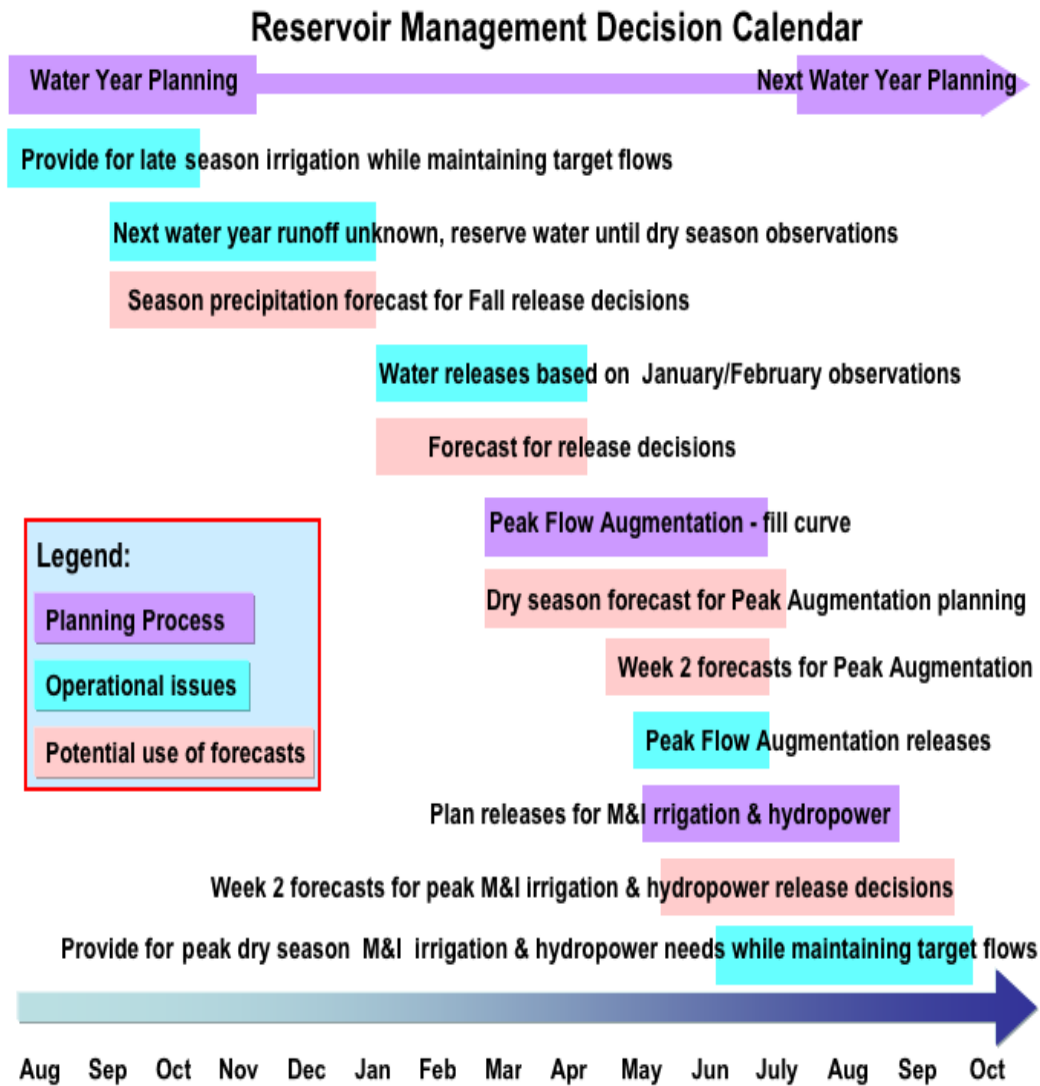 Reservoir Management Decision Calendar
Water Year Planning
Next Water Year Planning
Provide for late season irrigation while maintaining target flows
Next water year runoff unknown, reserve water until dry season observations
Season precipitation forecast for Fall release decisions
Water releases based on January/February observations
Forecast for release decisions
Peak Flow Augmentation - fill curve
Dry season forecast for Peak Augmentation planning
Week 2 forecasts for Peak Augmentation
Peak Flow Augmentation releases
Plan releases for M&I rrigation & hydropower
Week 2 forecasts for peak M&I irrigation & hydropower release decisions
Provide for peak dry season M&I irrigation & hydropower needs while maintaining target flows
Legend:
Planning Process
Operational issues
Potential use of forecasts
Aug Sep Oct Nov Dec Jan Feb Mar Apr May Jun July Aug Sep Oct